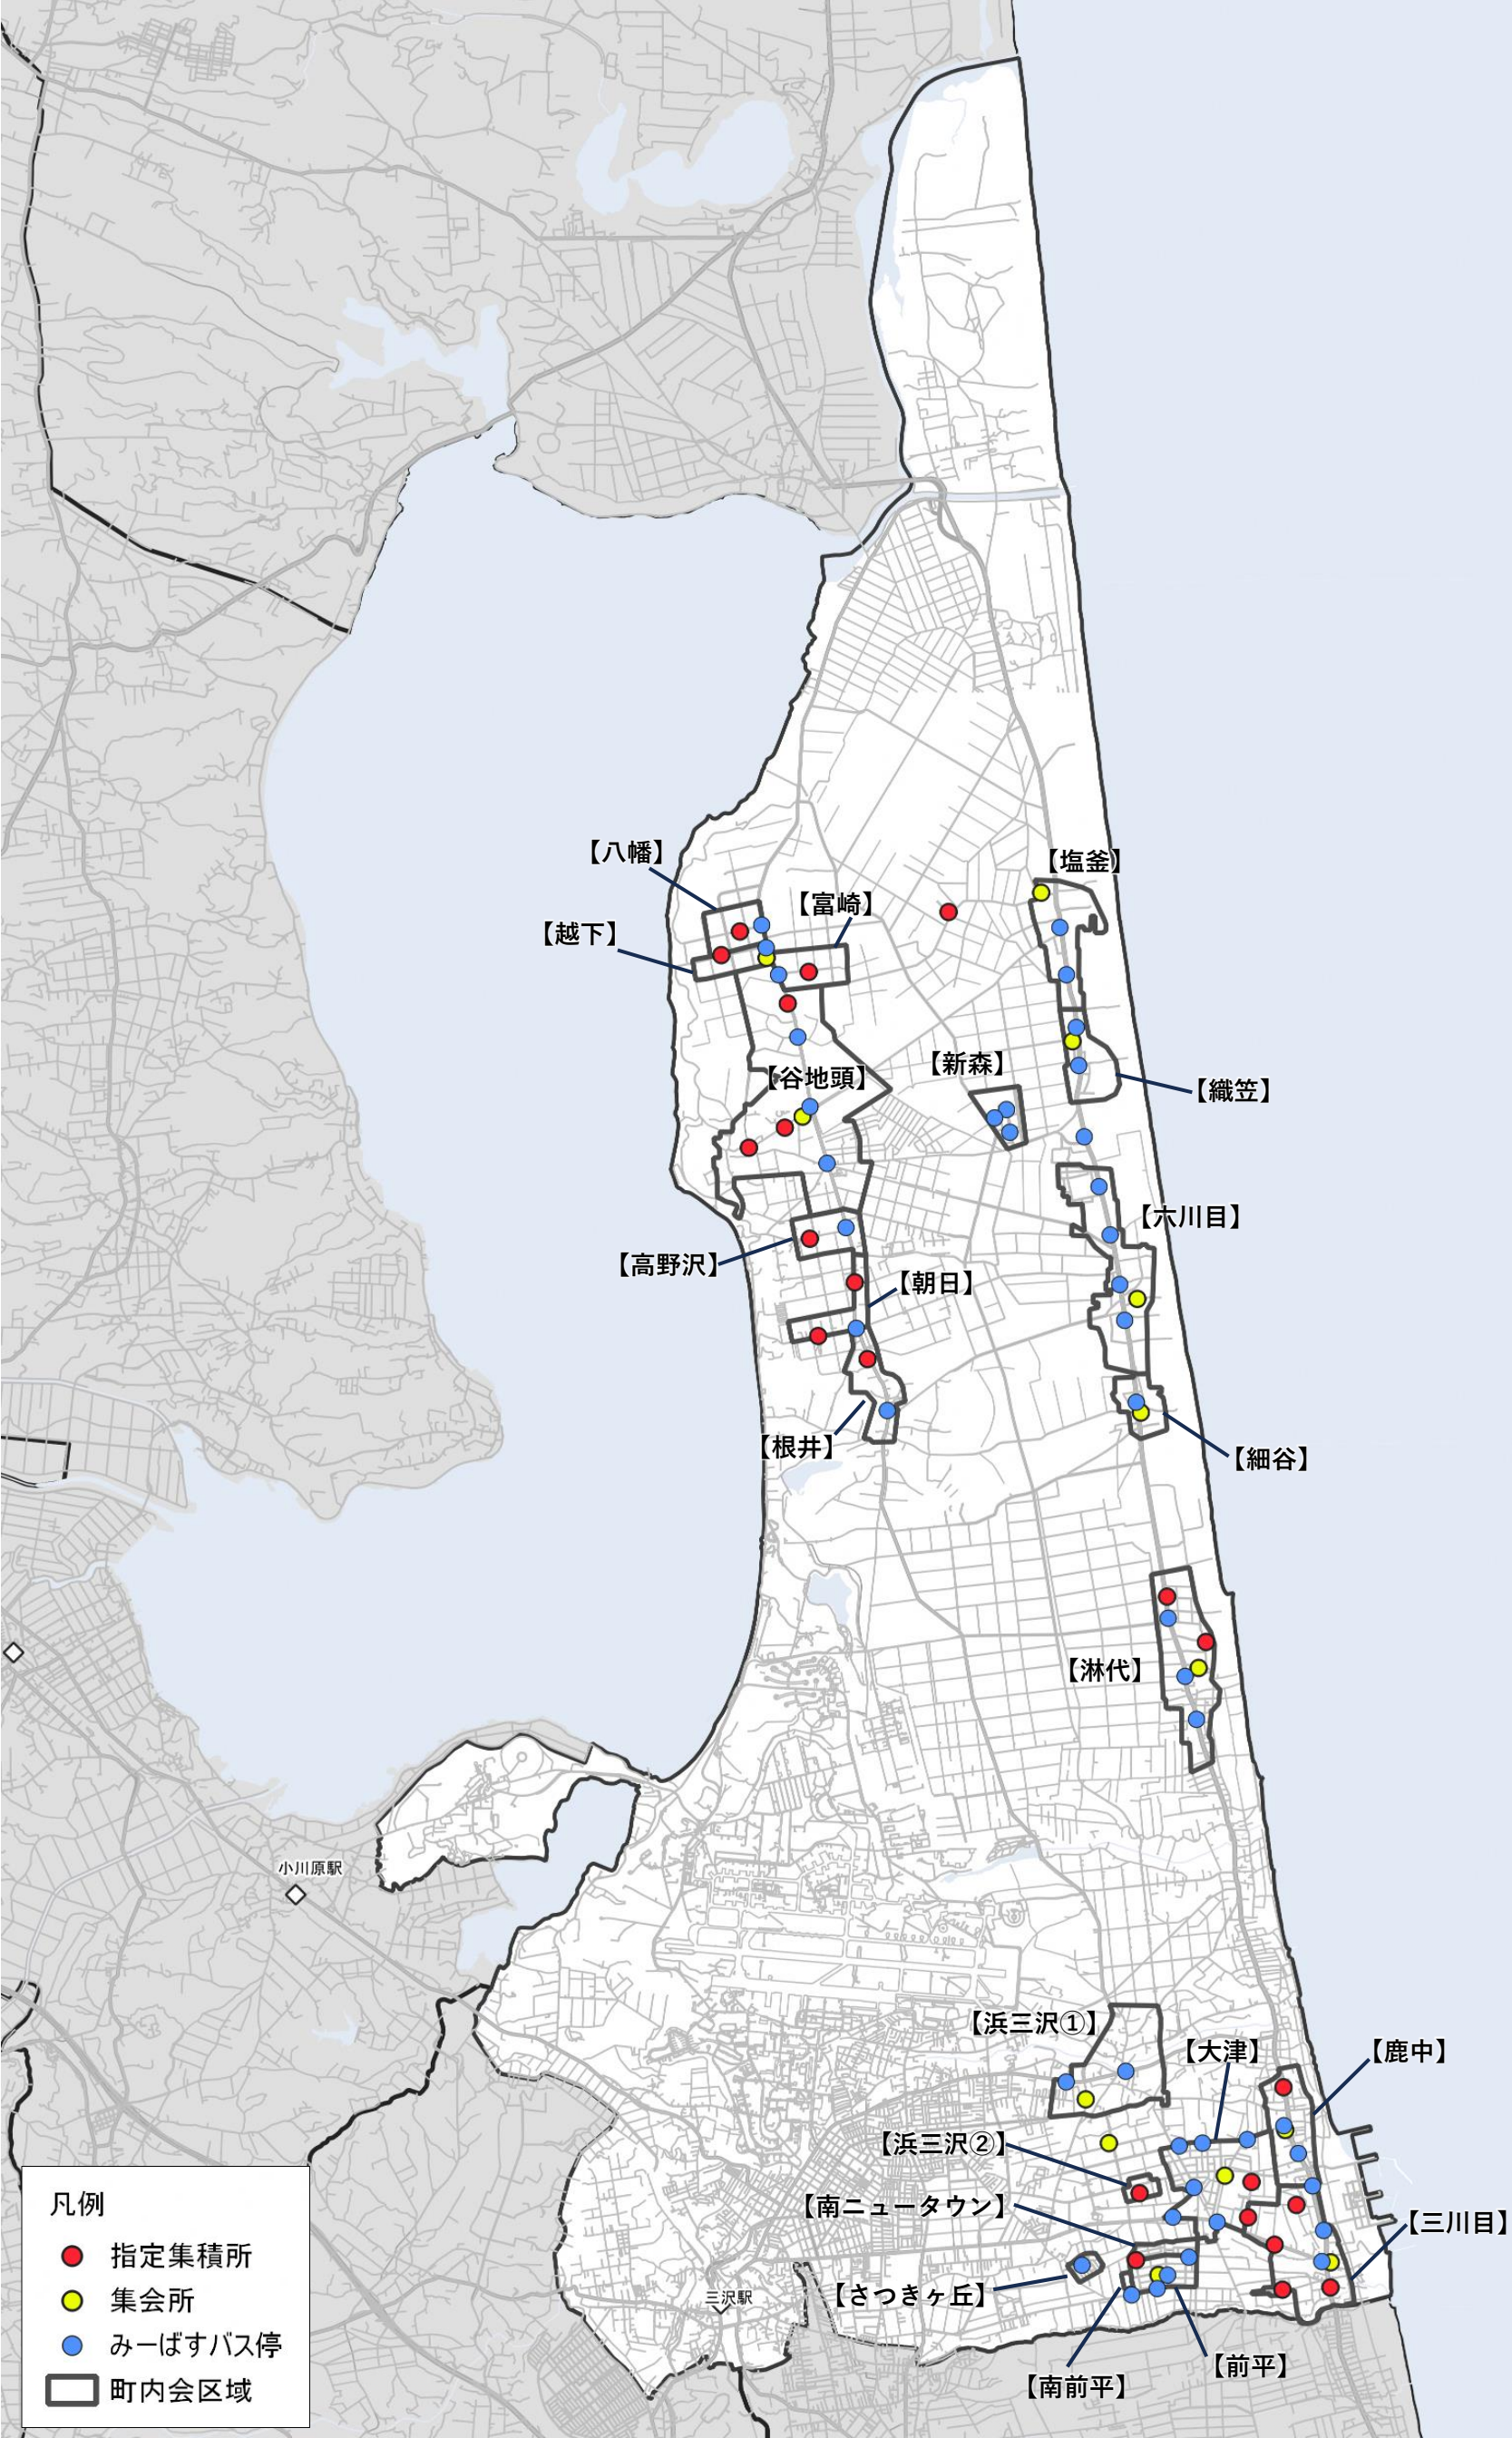 【八幡】
【塩釜】
【富崎】
【越下】
【新森】
【谷地頭】
【織笠】
【六川目】
【高野沢】
【朝日】
【根井】
【細谷】
【淋代】
小川原駅
【浜三沢①】
【大津】
【鹿中】
【浜三沢②】
【南ニュータウン】
【三川目】
【さつきヶ丘】
三沢駅
【前平】
【南前平】
凡例
指定集積所
集会所
みーばすバス停
町内会区域